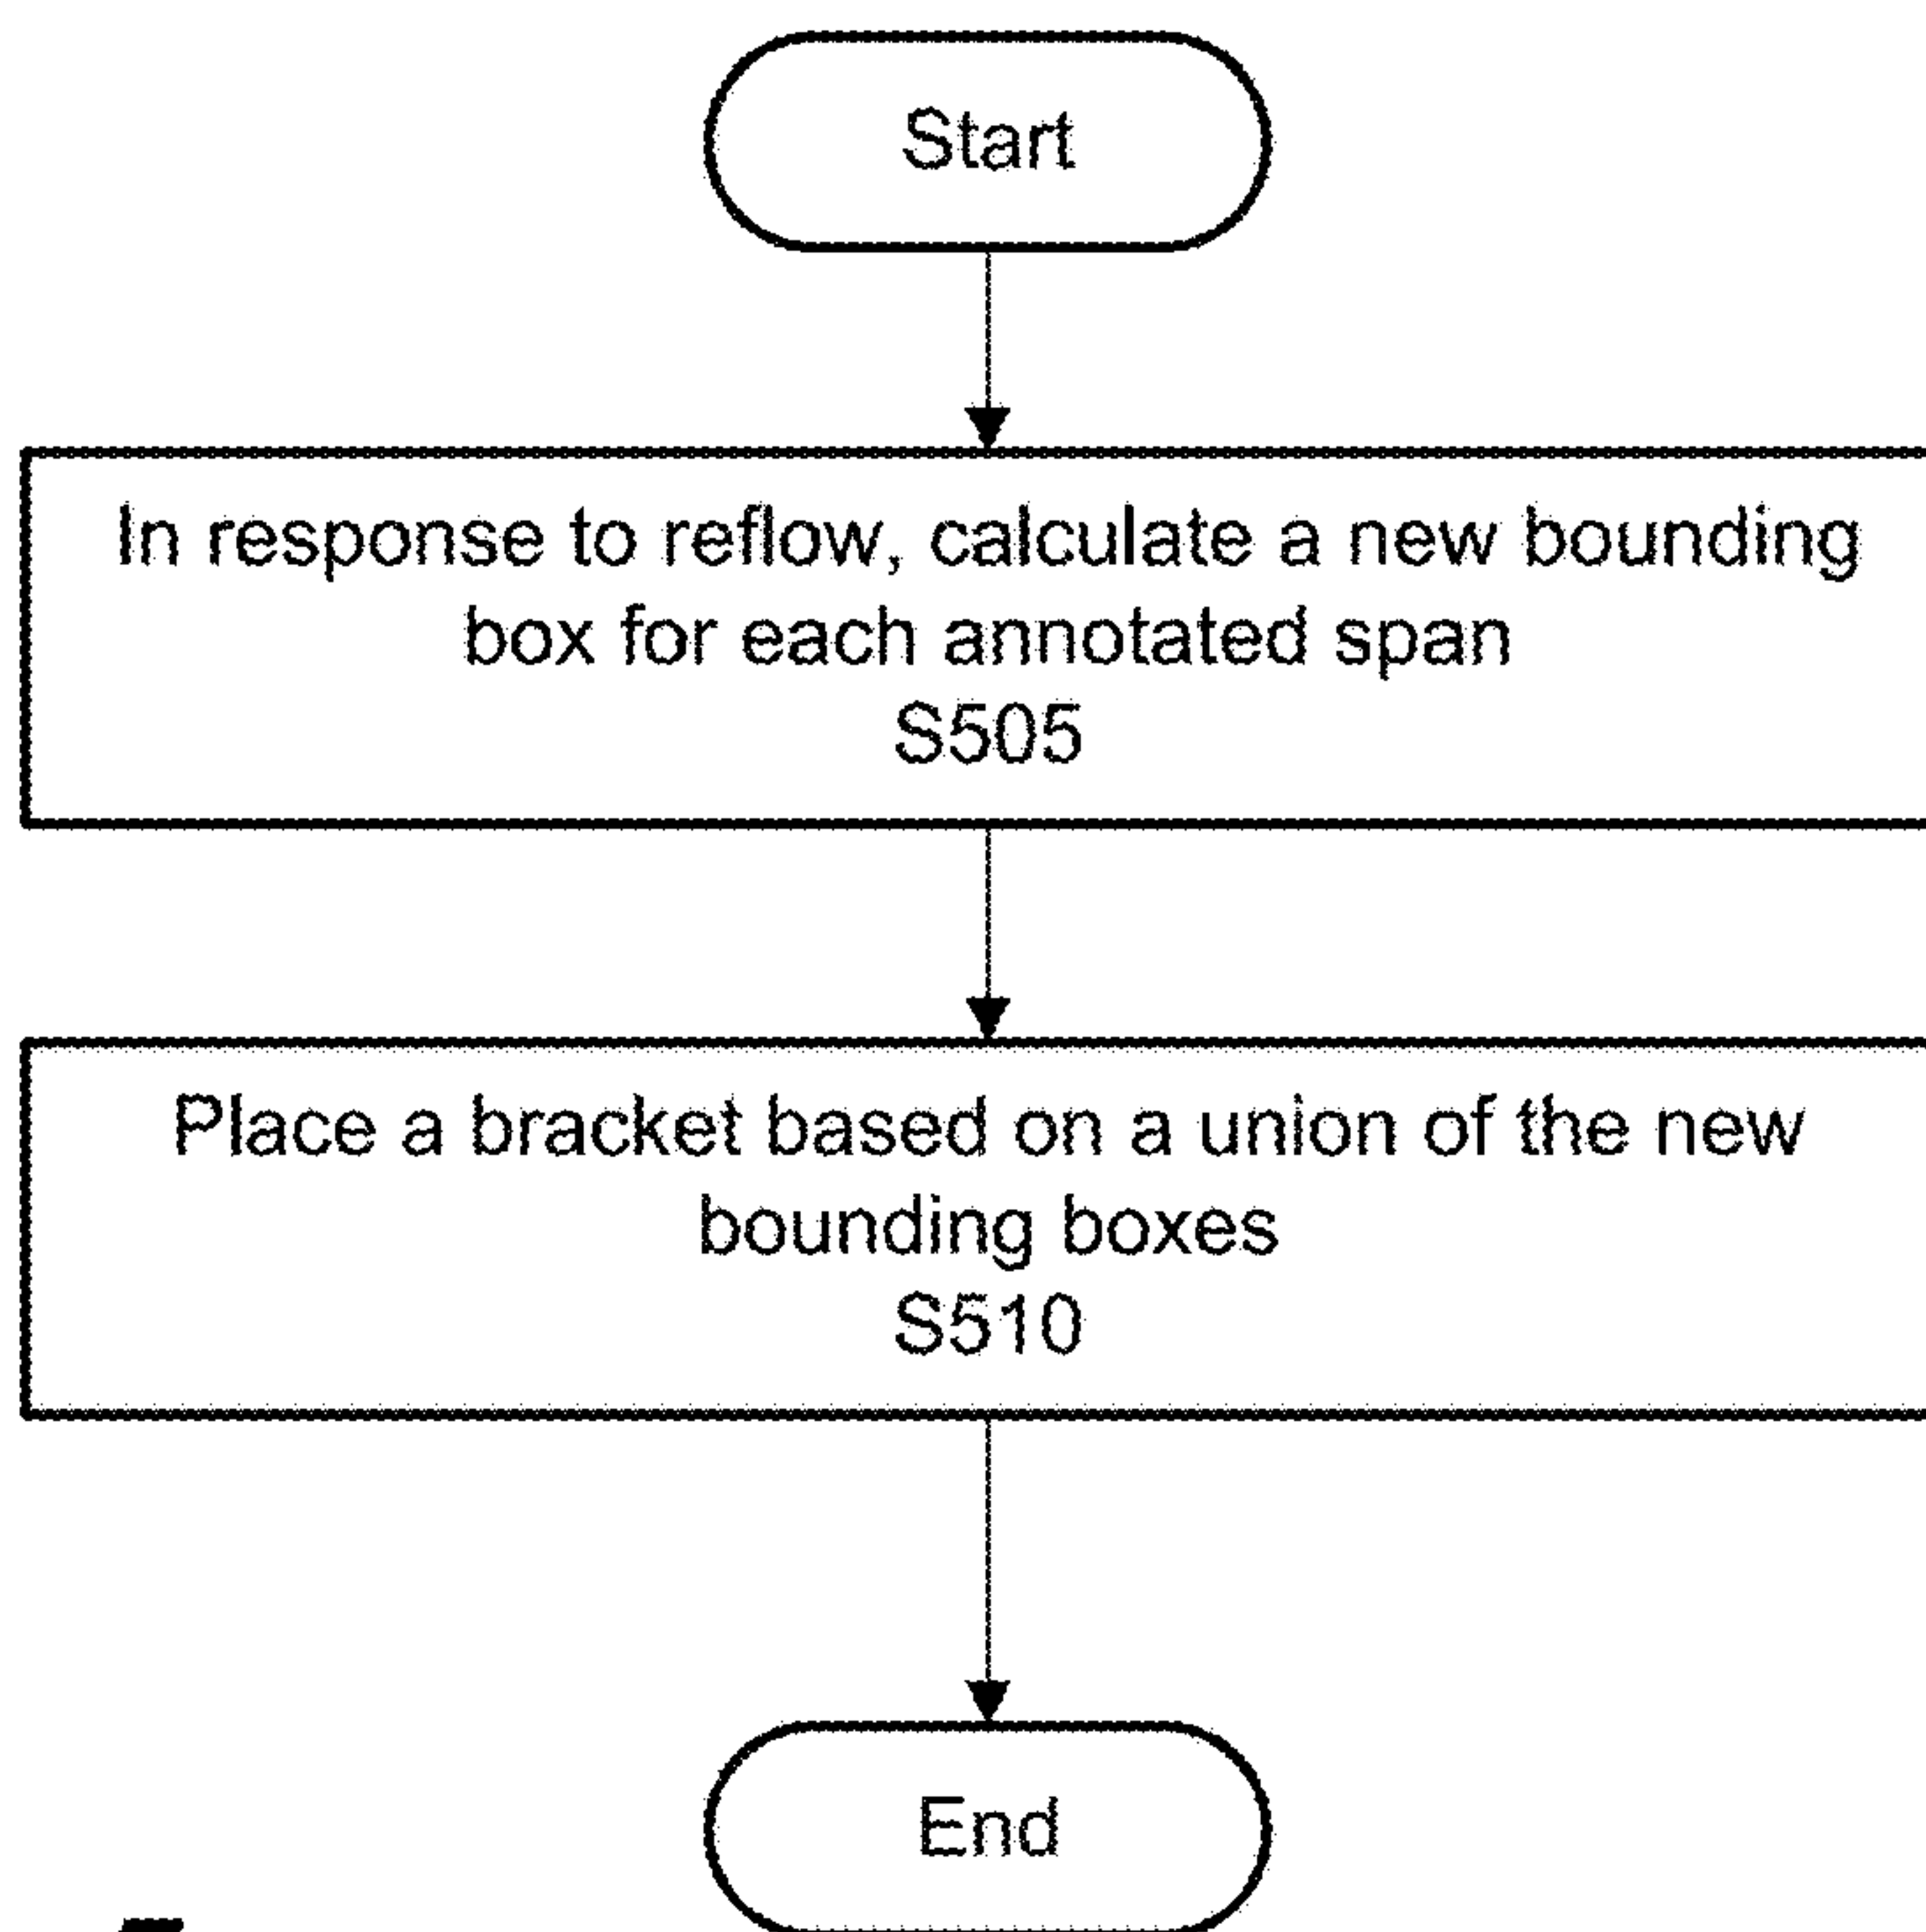 Start
In response to reflow, calculate a new bounding
box for each annotated span
S505
Place a bracket based on a union of the new
bounding boxes
S510
End